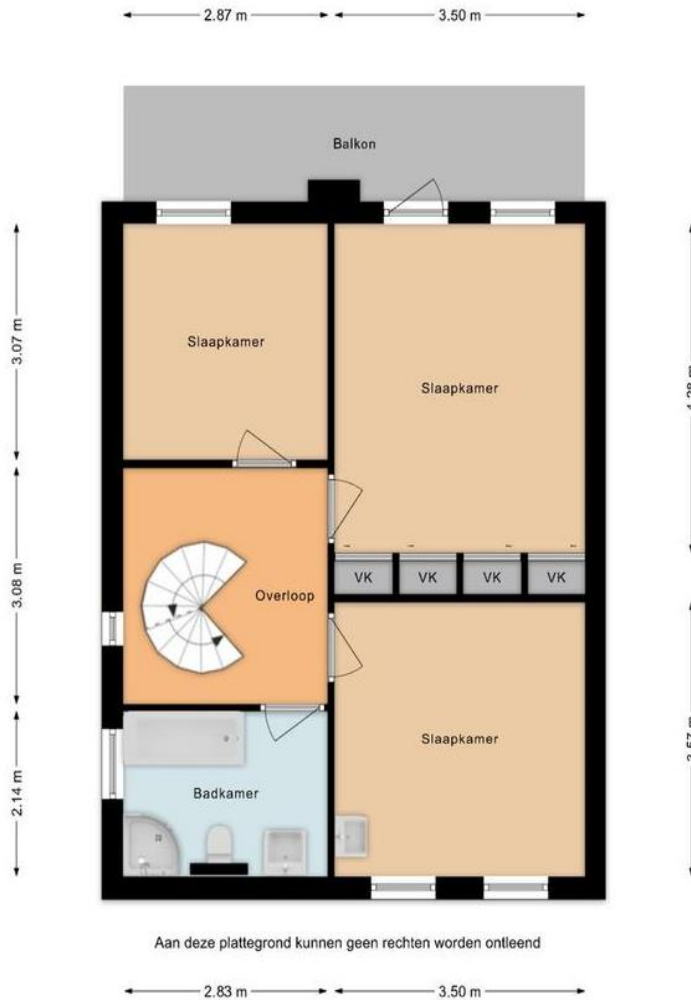 2.87 m
3.50 m
Balkon
3.07 m
Slaapkamer
Slaapkamer
3.08 m
Overloop
VK
VK
VK
VK
Slaapkamer
2.14 m
Badkamer
Aan deze plattegrond kunnen geen rechten worden ontleend
2.83 m
3.50 m